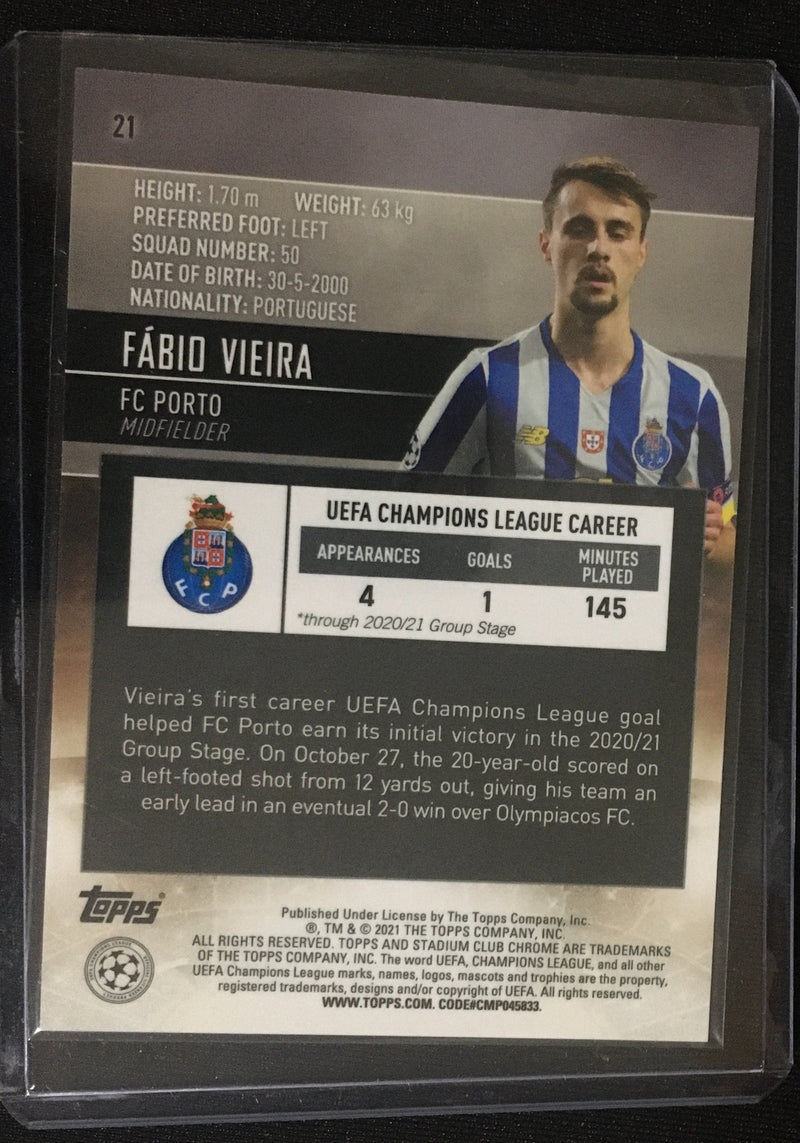 21
HEIGHT: 1.70 m WEIGHT: 63 kg
PREFERRED FOOT: LEFT
SQUAD NUMBER: 50
DATE OF BIRTH: 30-5-2000
NATIONALITY: PORTUGUESE
FÁBIO VIEIRA
FC PORTO
MIDFIELDER
NB
FCP
FCP
UEFA CHAMPIONS LEAGUE CAREER
APPEARANCES GOALS MINUTES PLAYED
4 1 145
*through 2020/21 Group Stage
Vieira's first career UEFA Champions League goal
helped FC Porto earn its initial victory in the 2020/21
Group Stage. On October 27, the 20-year-old scored on
a left-footed shot from 12 yards out, giving his team an
early lead in an eventual 2-0 win over Olympiacos FC.
Topps®
Published Under License by The Topps Company, Inc.
®, TM & © 2021 THE TOPPS COMPANY, INC.
ALL RIGHTS RESERVED. TOPPS AND STADIUM CLUB CHROME ARE TRADEMARKS
OF THE TOPPS COMPANY, INC. The word UEFA, CHAMPIONS LEAGUE, and all other
UEFA Champions League marks, names, logos, mascots and trophies are the property,
registered trademarks, designs and/or copyright of UEFA. All rights reserved.
WWW.TOPPS.COM. CODE#CMP045833.